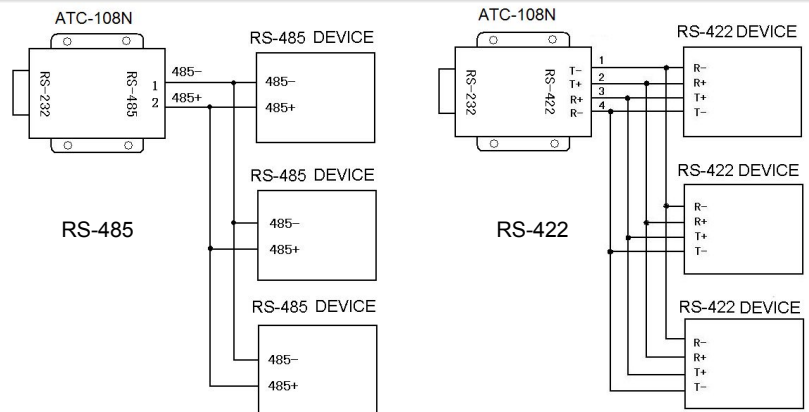 ATC-108N
RS-485 DEVICE
RS-232
RS-485
1
2
485-
485+
485-
485+
RS-485 DEVICE
485-
485+
RS-485
RS-485 DEVICE
485-
485+
ATC-108N
RS-422 DEVICE
RS-232
RS-422
T-
T+
R+
R-
1
2
3
4
R-
R+
T+
T-
RS-422 DEVICE
R-
R+
T+
T-
RS-422
RS-422 DEVICE
R-
R+
T+
T-